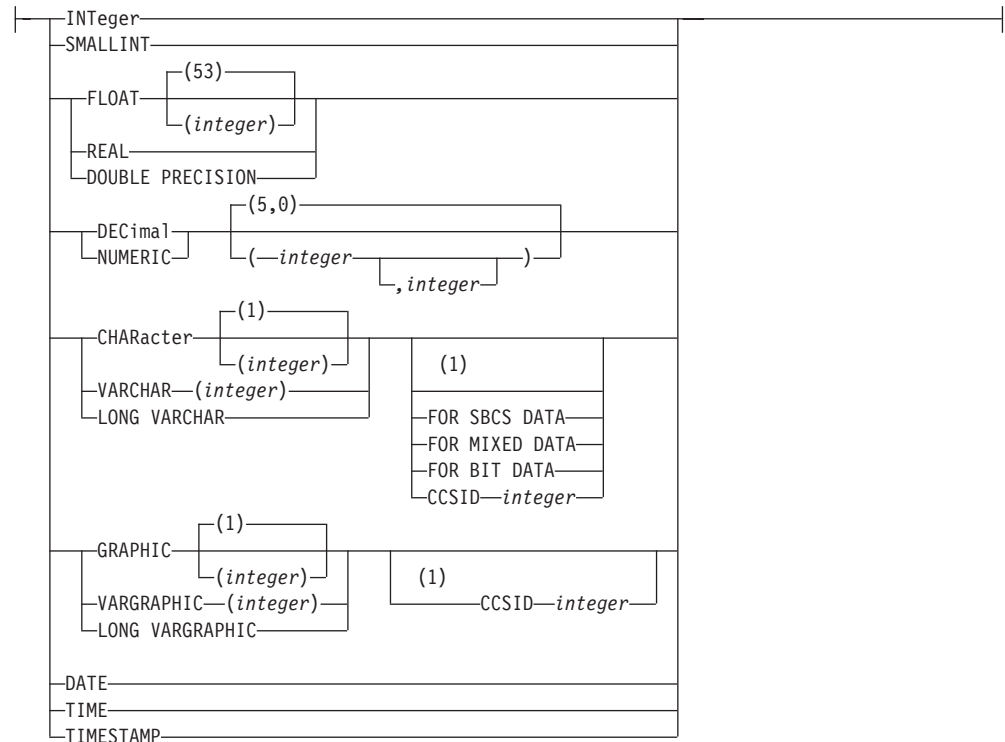 INTeger
SMALLINT
(53)
FLOAT
(integer)
REAL
DOUBLE PRECISION
(5,0)
DECimal
NUMERIC
( integer )
,integer
(1)
CHARacter
(integer)
(1)
VARCHAR (integer)
LONG VARCHAR
FOR SBCS DATA
FOR MIXED DATA
FOR BIT DATA
CCSID integer
(1)
GRAPHIC
(integer)
(1)
VARGRAPHIC (integer)
CCSID integer
LONG VARGRAPHIC
DATE
TIME
TIMESTAMP